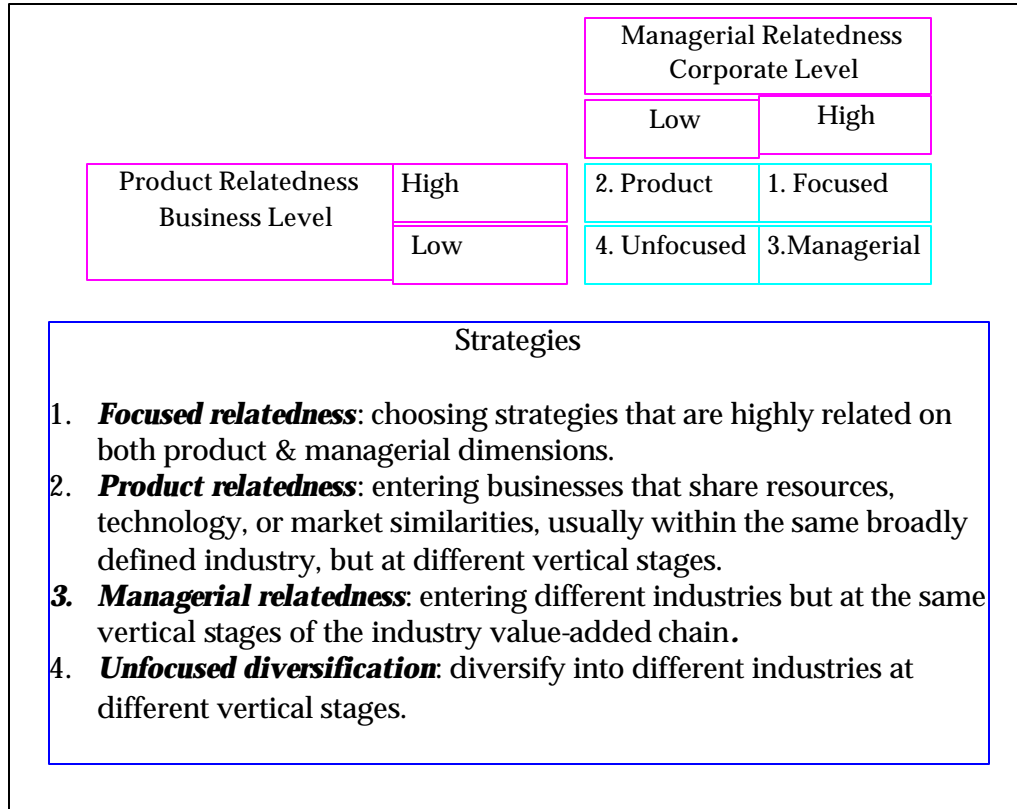 Managerial Relatedness
Corporate Level
Low High
Product Relatedness High 2. Product 1. Focused
Business Level
Low 4. Unfocused 3.Managerial
Strategies
1. Focused relatedness: choosing strategies that are highly related on
both product & managerial dimensions.
2. Product relatedness: entering businesses that share resources,
technology, or market similarities, usually within the same broadly
defined industry, but at different vertical stages.
3. Managerial relatedness: entering different industries but at the same
vertical stages of the industry value-added chain.
4. Unfocused diversification: diversify into different industries at
different vertical stages.